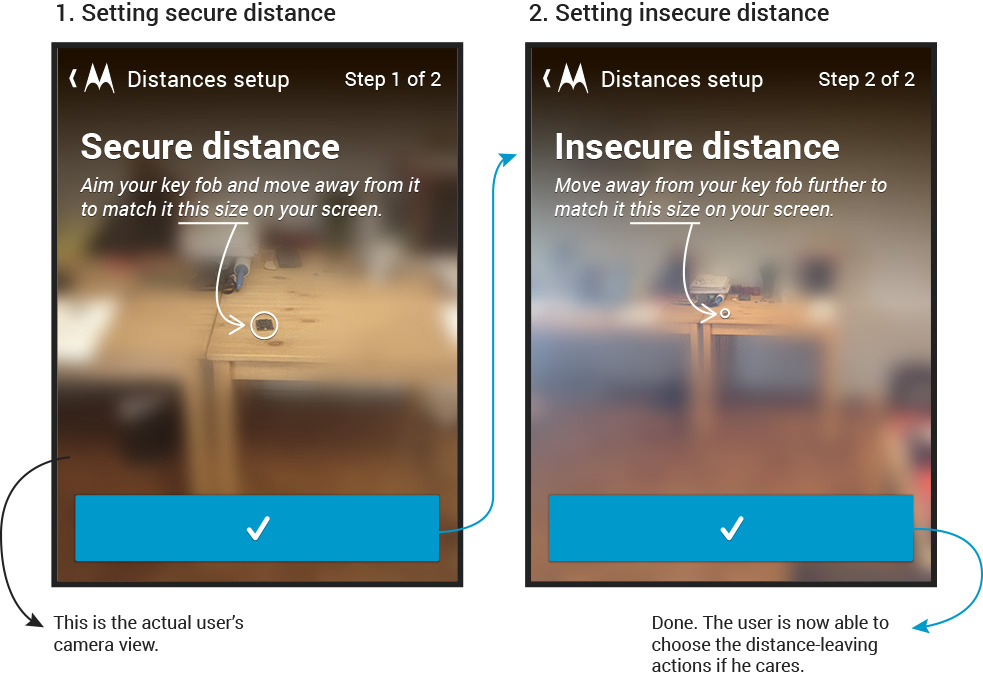 1. Setting secure distance
Distances setup
Step 1 of 2
Secure distance
Aim your key fob and move away from it
to match it this size on your screen.
This is the actual user's
camera view.
2. Setting insecure distance
Distances setup
Step 2 of 2
Insecure distance
Move away from your key fob further to
match it this size on your screen.
Done. The user is now able to
choose the distance-leaving
actions if he cares.